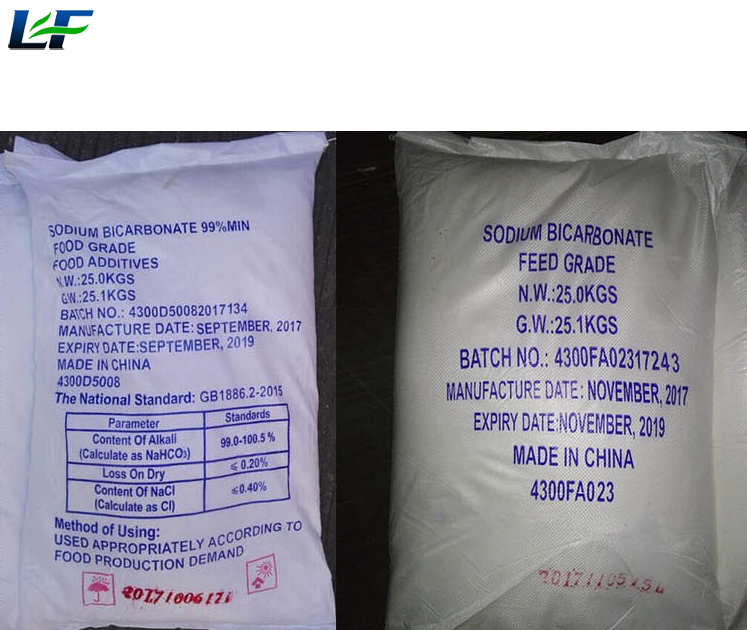 LF
SODIUM BICARBONATE 99%MIN
FOOD GRADE
FOOD ADDITIVES
N.W.:25.0KGS
G.W.:25.1KGS
BATCH NO.: 4300D50082017134
MANUFACTURE DATE: SEPTEMBER, 2017
EXPIRY DATE:SEPTEMBER, 2019
MADE IN CHINA
4300D5008
The National Standard: GB1886.2-2015
Parameter Standards
Content Of Alkali
(Calculate as NaHCO₃) 99.0-100.5 %
Loss On Dry ≤ 0.20%
Content Of NaCl
(Calculate as Cl) ≤0.40%
Method of Using:
USED APPROPRIATELY ACCORDING TO
FOOD PRODUCTION DEMAND
SODIUM BICARBONATE
FEED GRADE
N.W.:25.0KGS
G.W.:25.1KGS
BATCH NO.: 4300FA02317243
MANUFACTURE DATE: NOVEMBER, 2017
EXPIRY DATE:NOVEMBER, 2019
MADE IN CHINA
4300FA023